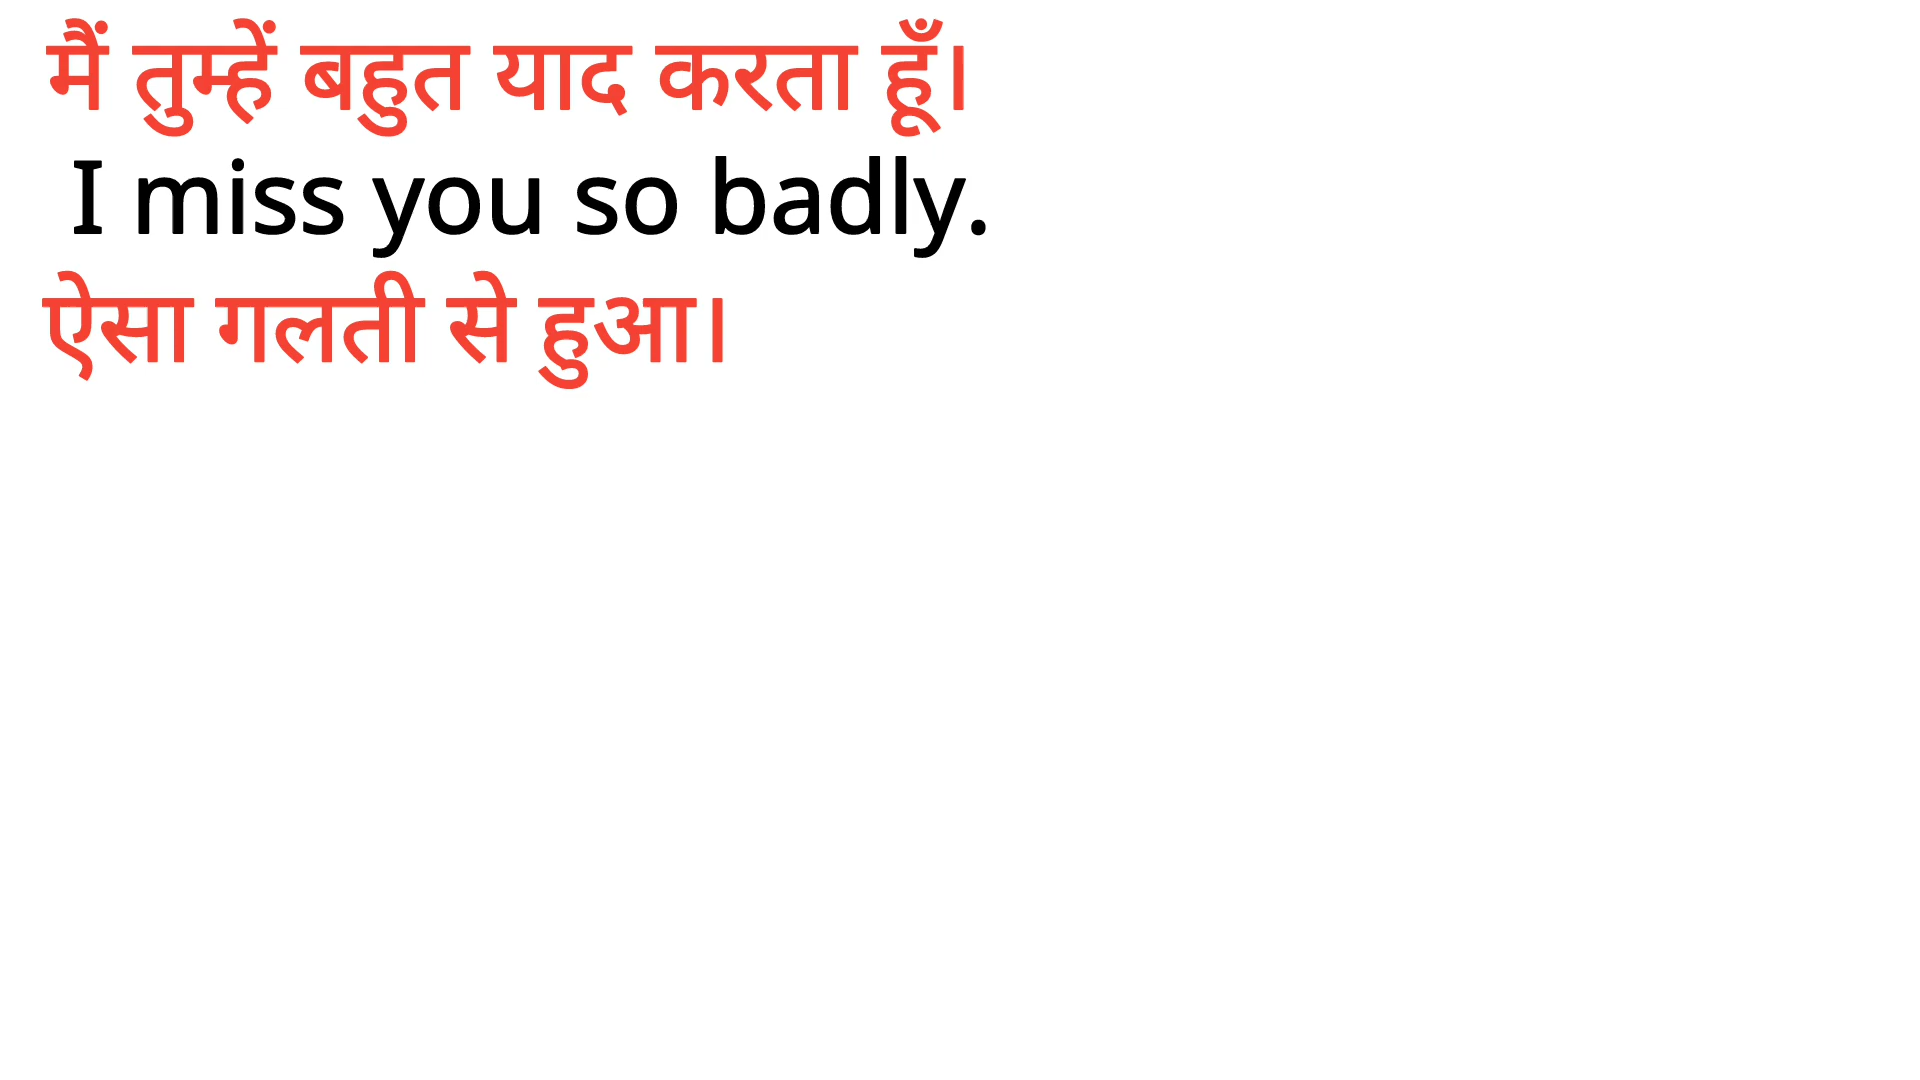 मैं तुम्हें बहुत याद करता हूँ।
I miss you so badly.
ऐसा गलती से हुआ।